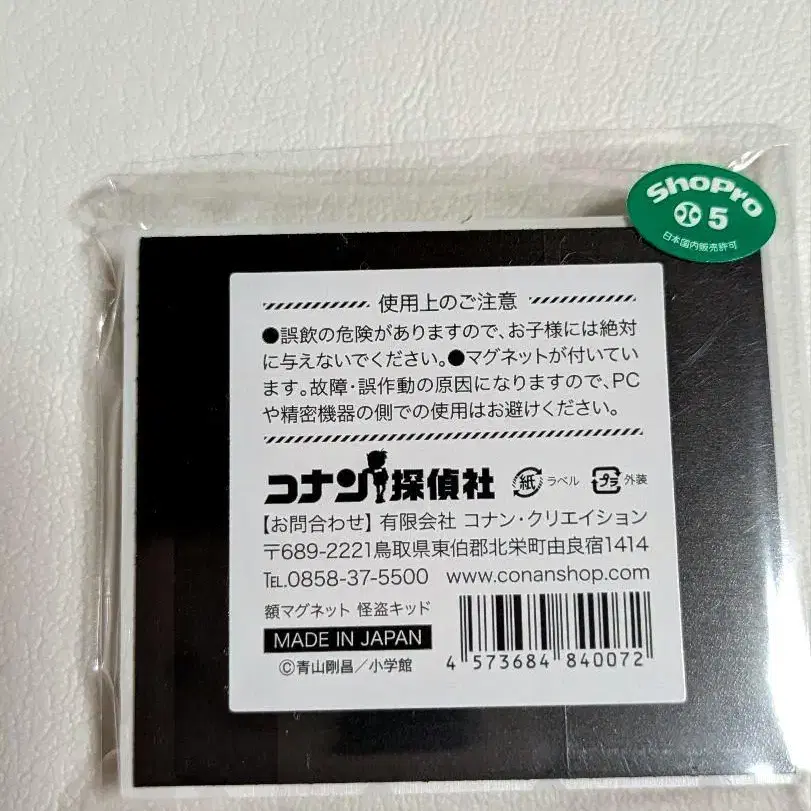 ShoPro
5
日本国内販売許可
使用上のご注意
●誤飲の危険がありますので、お子様には絶対
に与えないでください。●マグネットが付いてい
ます。故障・誤作動の原因になりますので、PC
や精密機器の側での使用はお避けください。
コナン探偵社 紙 ラベル プラ 外装
【お問合わせ】有限会社 コナン・クリエイション
〒689-2221鳥取県東伯郡北栄町由良宿1414
TEL.0858-37-5500 www.conanshop.com
額マグネット 怪盗キッド
MADE IN JAPAN
©青山剛昌／小学館
4 573684 840072